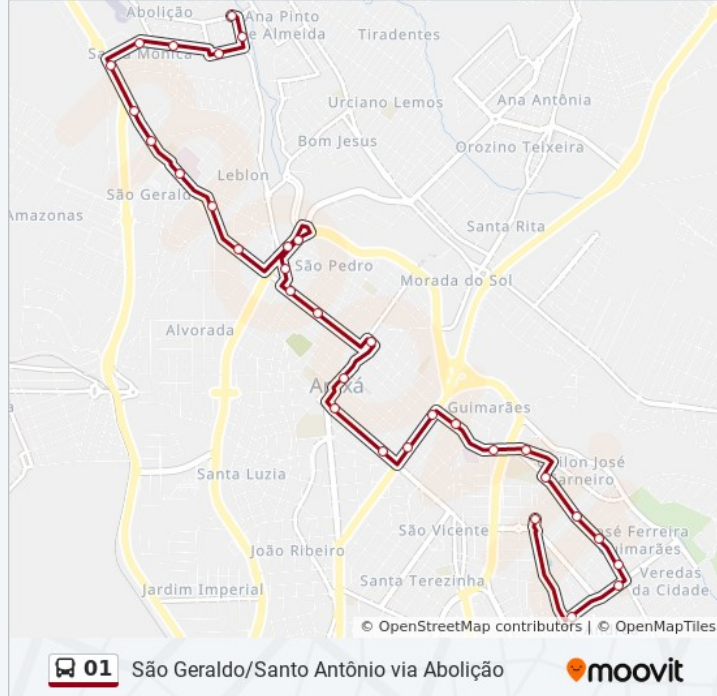 Abolição
Ana Pinto
de Almeida
Tiradentes
Santa Mônica
Urciano Lemos
Ana Antônia
Bom Jesus
Orozino Teixeira
Leblon
São Geraldo
Amazonas
Santa Rita
São Pedro
Morada do Sol
Alvorada
Araxá
Guimarães
ilon José
Carneiro
Santa Luzia
São Vicente
osé Ferreira
Guimarães
João Ribeiro
Santa Terezinha
Veredas
da Cidade
Jardim Imperial
© OpenStreetMap contributors | © OpenMapTiles
01 São Geraldo/Santo Antônio via Abolição moovit